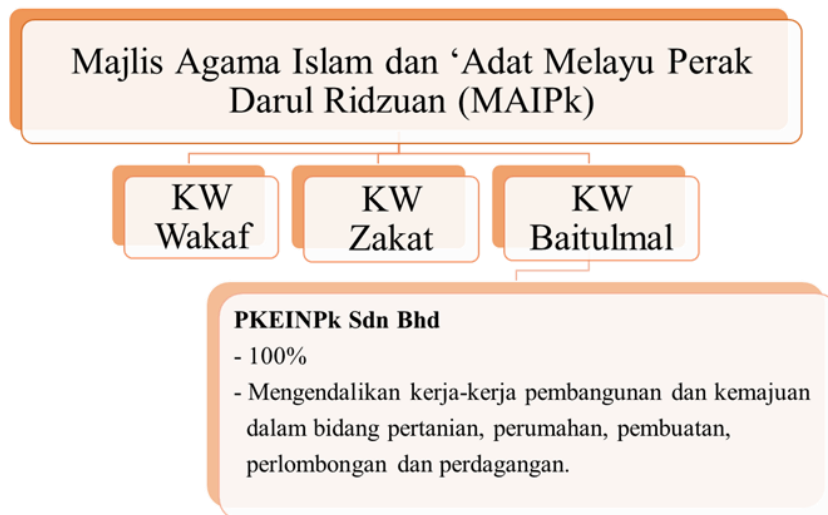 Majlis Agama Islam dan ‘Adat Melayu Perak
Darul Ridzuan (MAIPk)
KW
Wakaf
KW
Zakat
KW
Baitulmal
PKEINPk Sdn Bhd
- 100%
- Mengendalikan kerja-kerja pembangunan dan kemajuan
dalam bidang pertanian, perumahan, pembuatan,
perlombongan dan perdagangan.